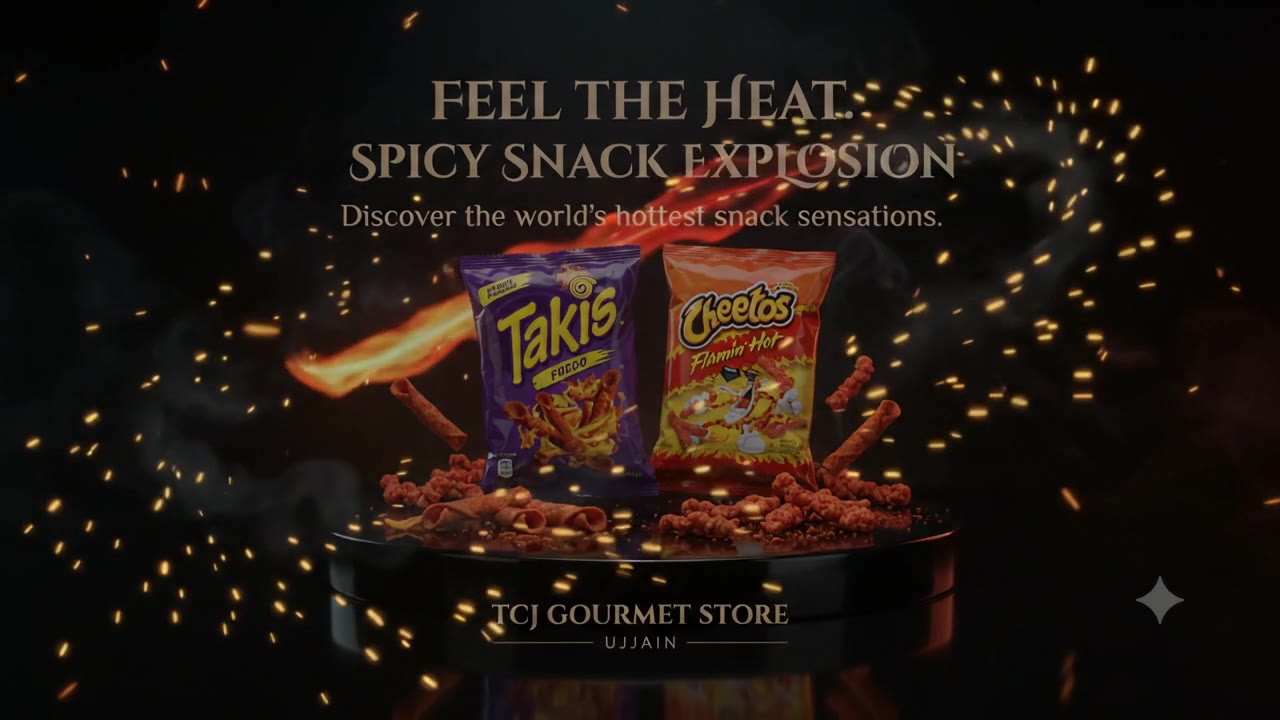 FEEL THE HEAT.
SPICY SNACK EXPLOSION
Discover the world's hottest snack sensations.
Takis
FUEGO
Cheetos
Flamin' Hot
TCJ GOURMET STORE
UJJAIN